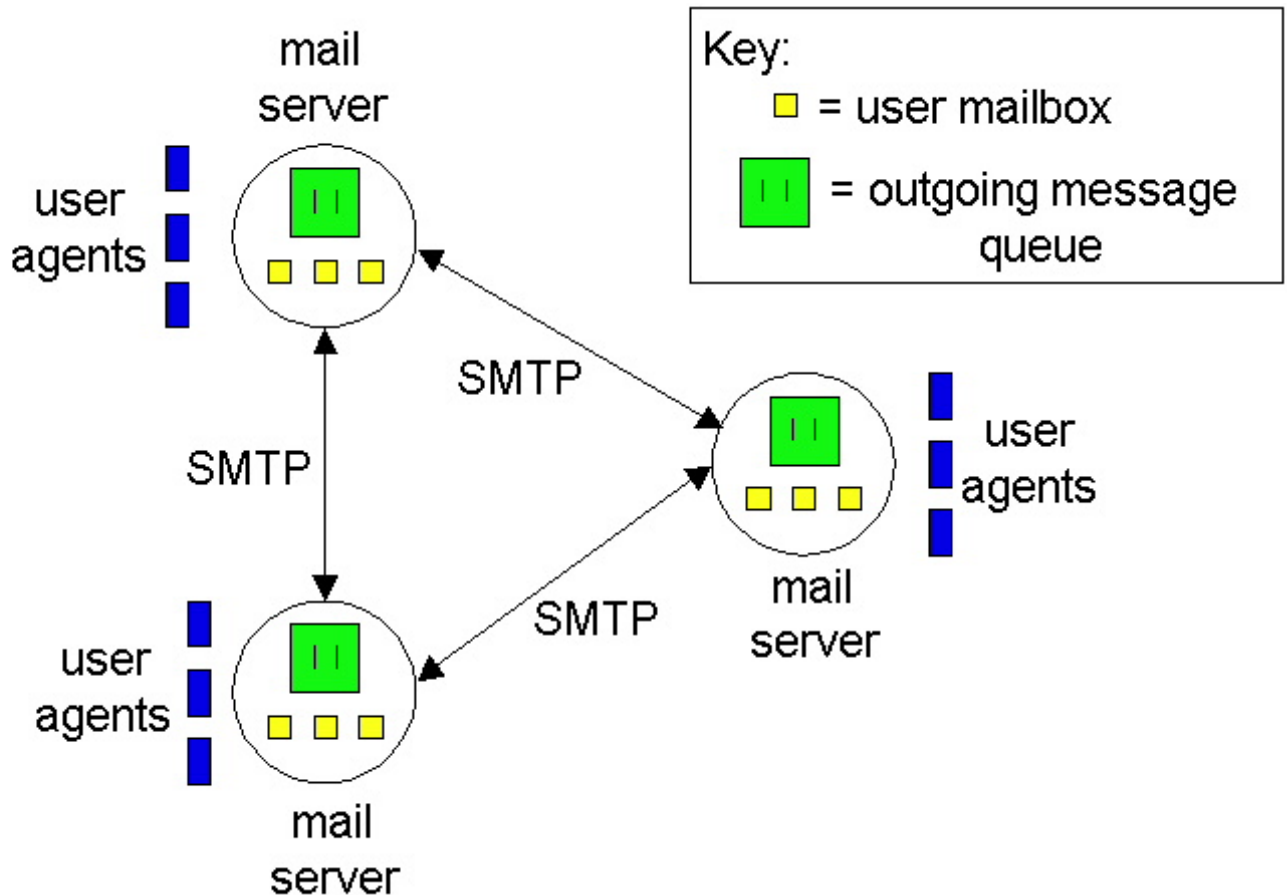 mail
server
Key:
= user mailbox
= outgoing message
queue
user
agents
SMTP
SMTP
user
agents
SMTP
mail
server
user
agents
mail
server